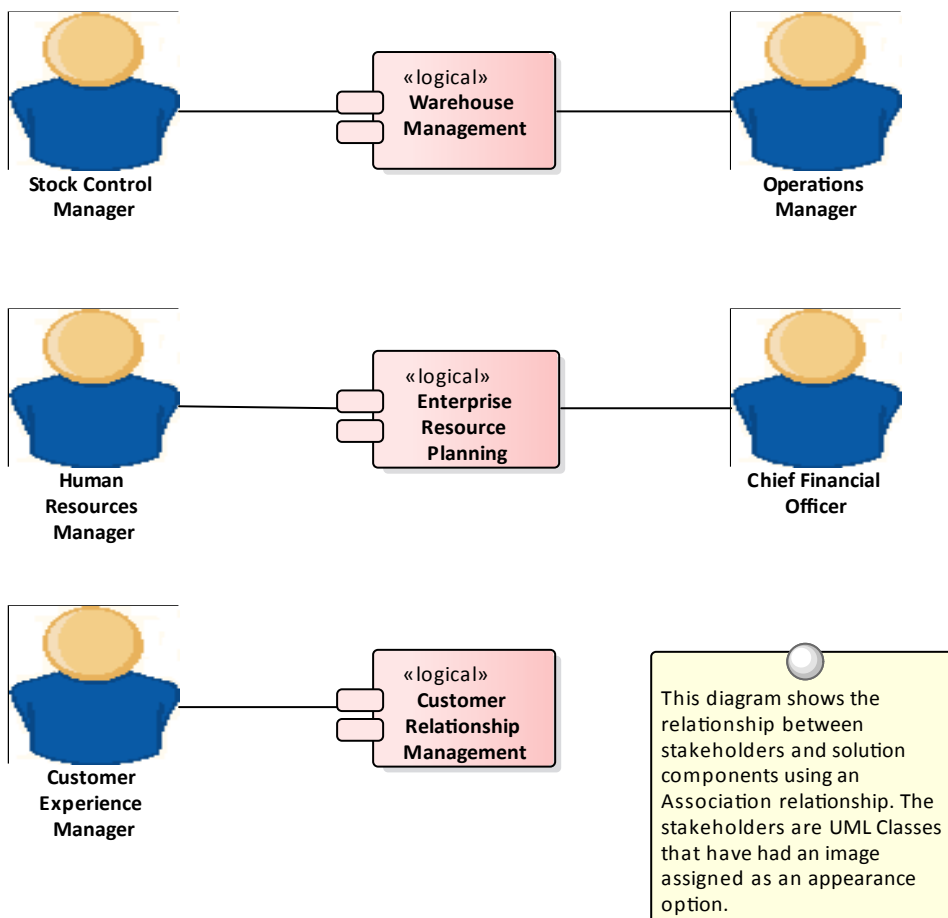 «logical»
Warehouse
Management
Stock Control
Manager
Operations
Manager
«logical»
Enterprise
Resource
Planning
Human
Resources
Manager
Chief Financial
Officer
«logical»
Customer
Relationship
Management
Customer
Experience
Manager
This diagram shows the
relationship between
stakeholders and solution
components using an
Association relationship. The
stakeholders are UML Classes
that have had an image
assigned as an appearance
option.